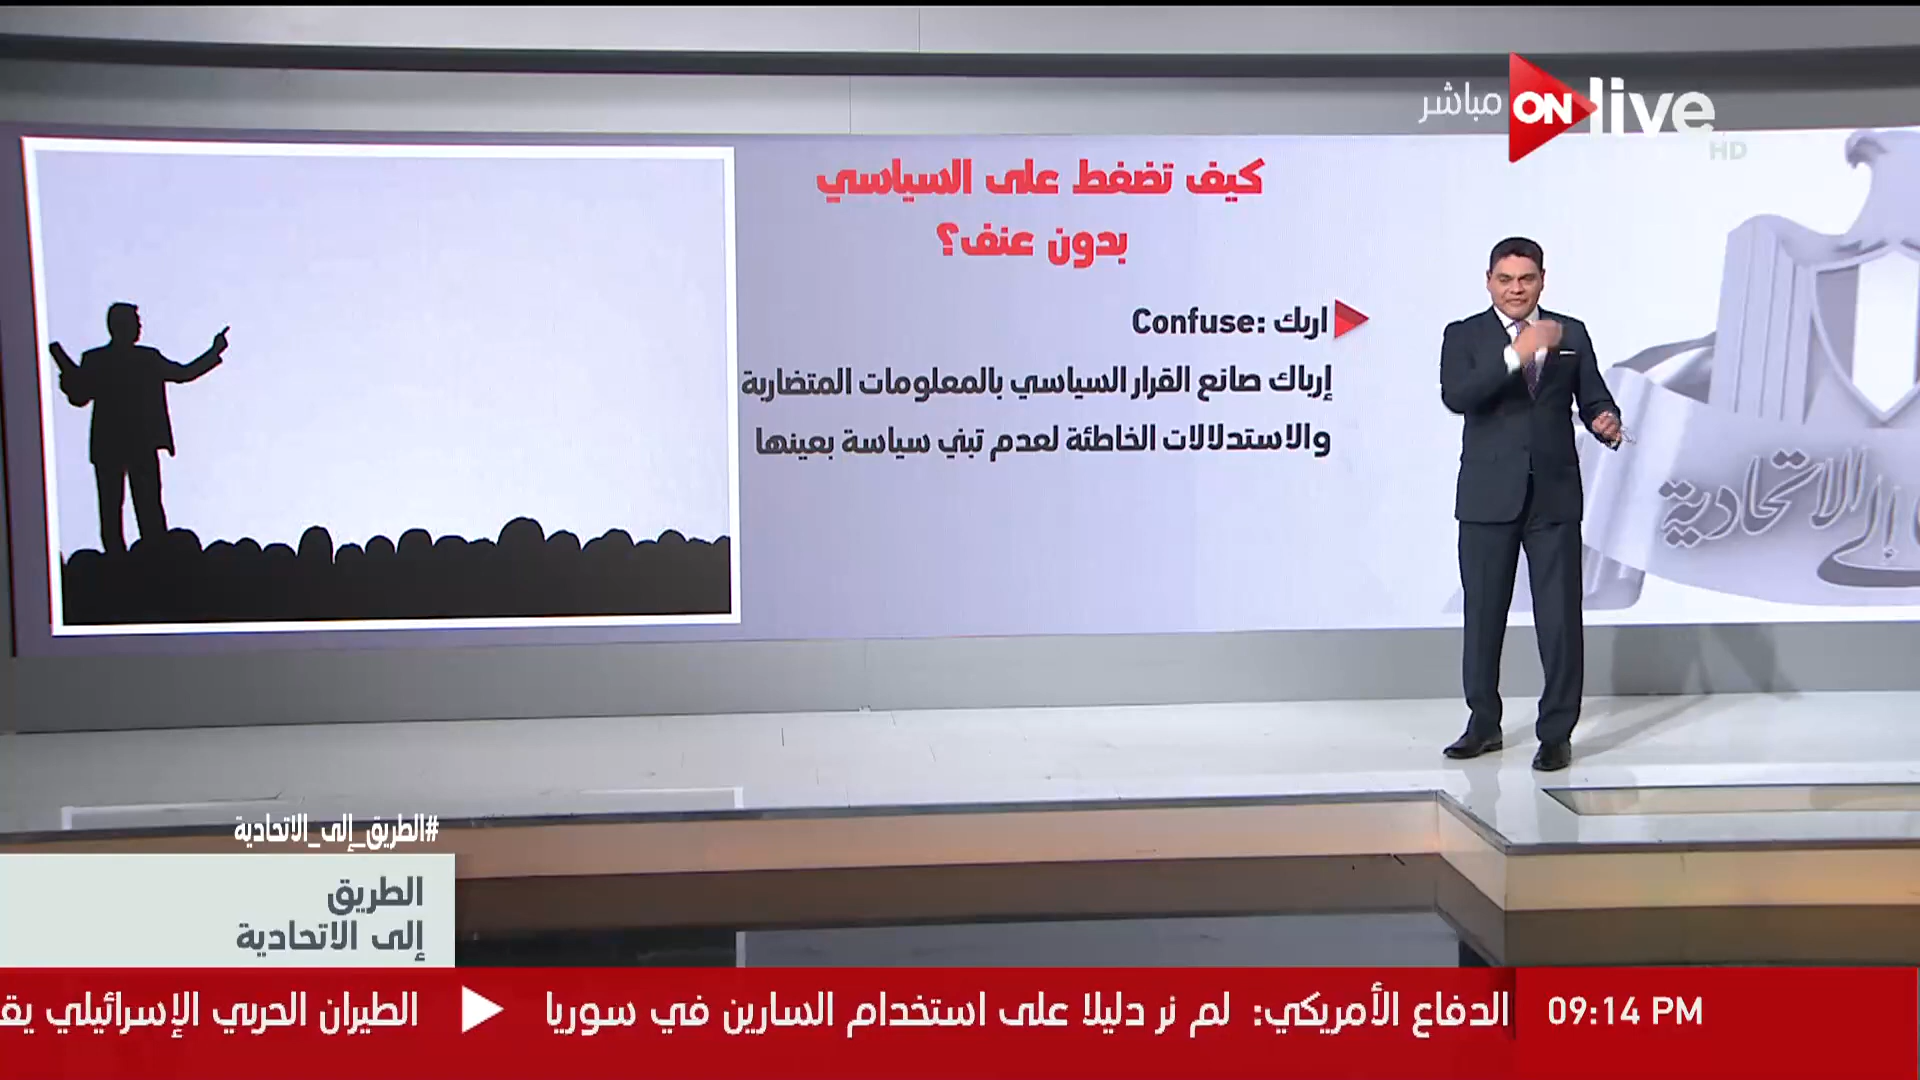 مباشر ON live
HD
كيف تضغط على السياسي
بدون عنف؟
اربك :Confuse
إرباك صانع القرار السياسي بالمعلومات المتضاربة
والاستدلالات الخاطئة لعدم تبني سياسة بعينها
إلى الاتحادية
#الطريق_إلى_الاتحادية
الطريق
إلى الاتحادية
09:14 PM
الدفاع الأمريكي: لم نر دليلا على استخدام السارين في سوريا
الطيران الحربي الإسرائيلي